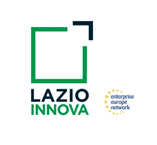 LAZIO
INNOVA
enterprise
europe
network